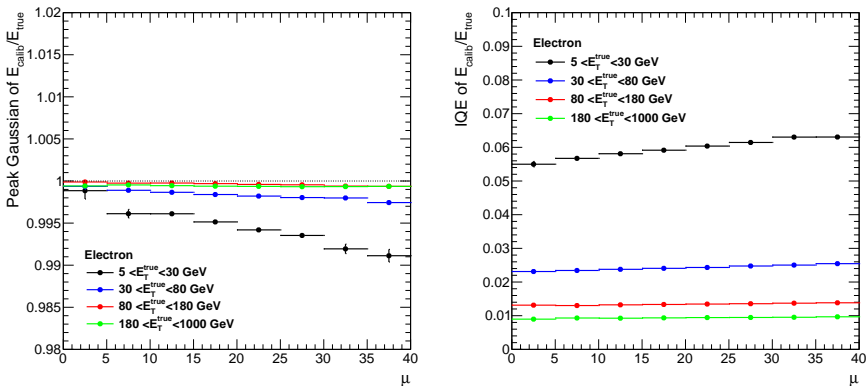 Peak Gaussian of E_calib/E_true
1.02
1.015
1.01
1.005
1
0.995
0.99
0.985
0.98
Electron
5 <E_T^true<30 GeV
30 <E_T^true<80 GeV
80 <E_T^true<180 GeV
180 <E_T^true<1000 GeV
0 5 10 15 20 25 30 35 40
μ
IQE of E_calib/E_true
0.1
0.09
0.08
0.07
0.06
0.05
0.04
0.03
0.02
0.01
0
Electron
5 <E_T^true<30 GeV
30 <E_T^true<80 GeV
80 <E_T^true<180 GeV
180 <E_T^true<1000 GeV
0 5 10 15 20 25 30 35 40
μ